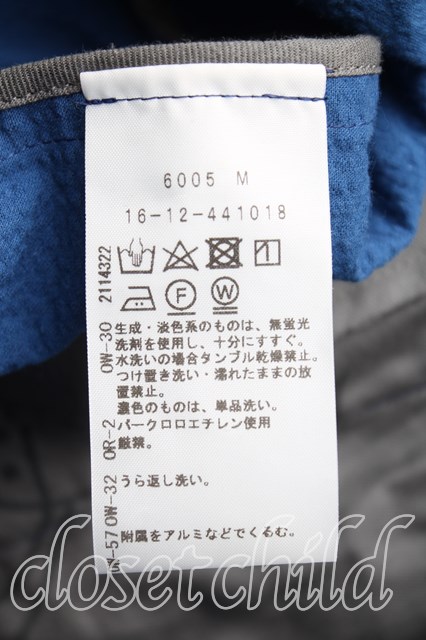 6005 M
16-12-441018
F
W
生成・淡色系のものは、無蛍光
洗剤を使用し、十分にすすぐ。
水洗いの場合タンブル乾燥禁止。
つけ置き洗い・濡れたままの放
置禁止。
濃色のものは、単品洗い。
パークロロエチレン使用
厳禁。
うら返し洗い。
附属をアルミなどでくるむ。
OW-57 OW-32 OR-2 OW-30 2114322
closet child